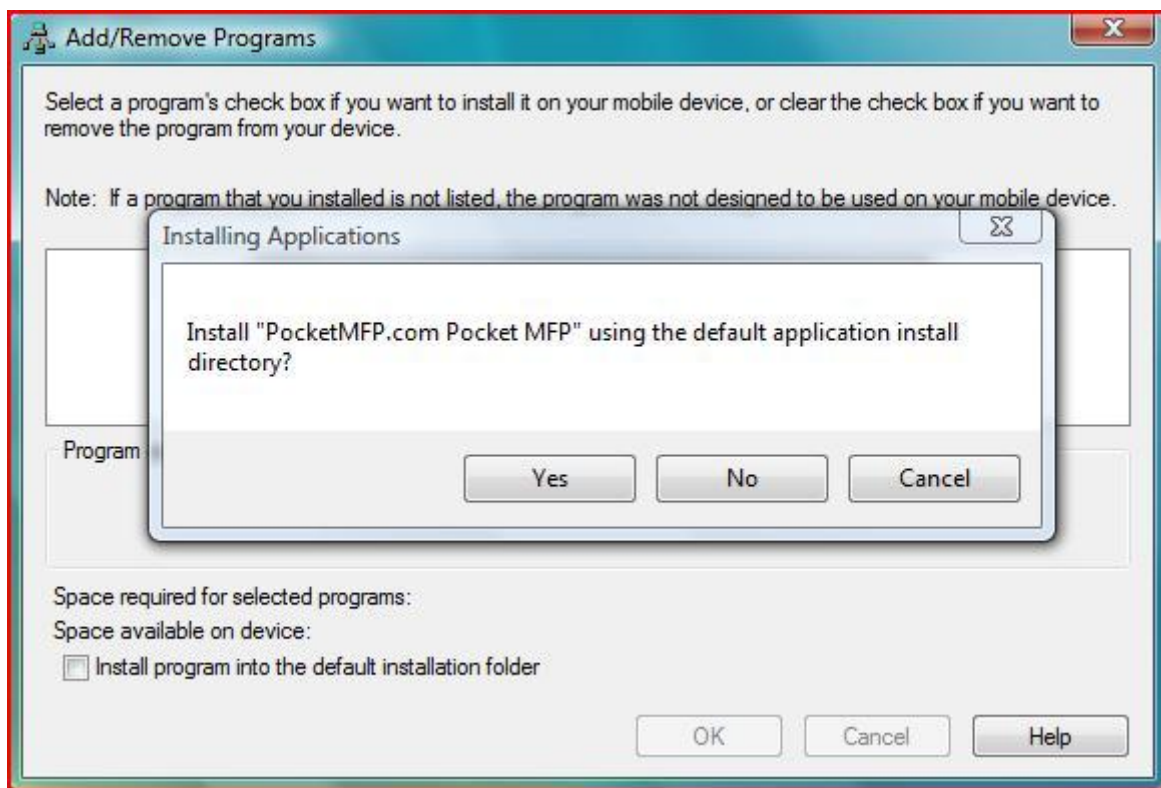 Add/Remove Programs
Select a program's check box if you want to install it on your mobile device, or clear the check box if you want to
remove the program from your device.
Note: If a program that you installed is not listed, the program was not designed to be used on your mobile device.
Installing Applications
Install "PocketMFP.com Pocket MFP" using the default application install
directory?
Yes No Cancel
Program
Space required for selected programs:
Space available on device:
Install program into the default installation folder
OK Cancel Help